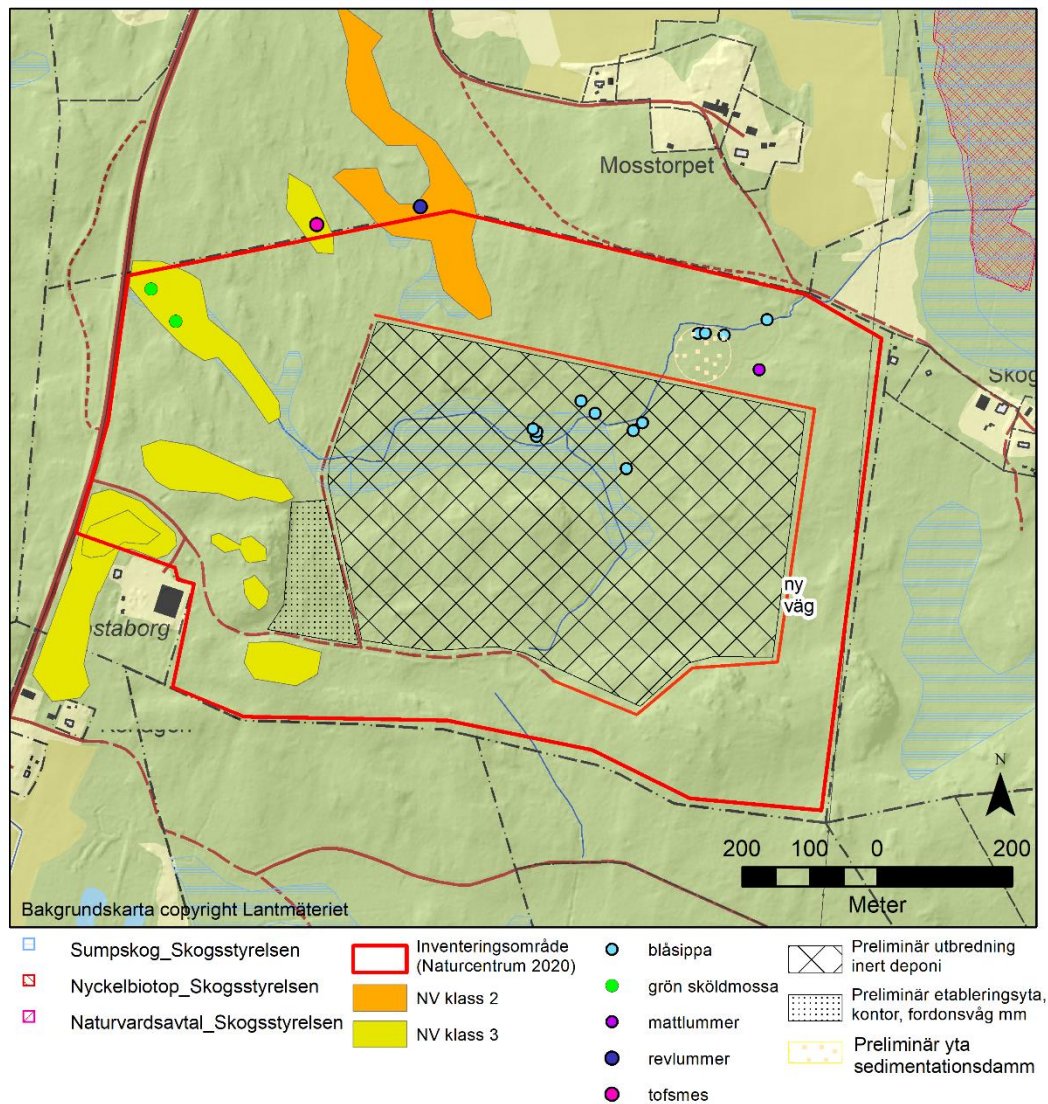 Mosstorpet
Skog
ny
väg
staborg
N
200 100 0 200
Meter
Bakgrundskarta copyright Lantmäteriet
Sumpskog_Skogsstyrelsen
Nyckelbiotop_Skogsstyrelsen
Naturvardsavtal_Skogsstyrelsen
Inventeringsområde
(Naturcentrum 2020)
NV klass 2
NV klass 3
blåsippa
grön sköldmossa
mattlummer
revlummer
tofsmes
Preliminär utbredning
inert deponi
Preliminär etableringsyta,
kontor, fordonsvåg mm
Preliminär yta
sedimentationsdamm